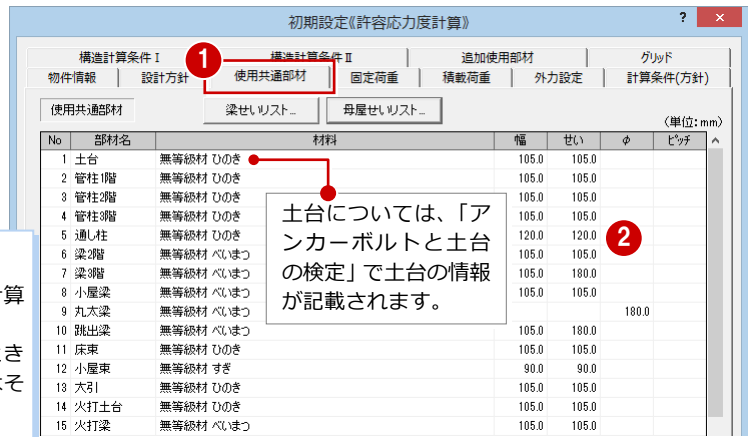 初期設定《許容応力度計算》
? ×
構造計算条件Ⅰ 構造計算条件Ⅱ 追加使用部材 グリッド
1
物件情報 設計方針 使用共通部材 固定荷重 積載荷重 外力設定 計算条件(方針)
使用共通部材 梁せいリスト… 母屋せいリスト…
(単位:mm)
No 部材名 材料 幅 せい φ ピッチ
1 土台 無等級材 ひのき 105.0 105.0
2 管柱1階 無等級材 ひのき 105.0 105.0
3 管柱2階 無等級材 ひのき 105.0 105.0
4 管柱3階 無等級材 ひのき 105.0 105.0
5 通し柱 無等級材 ひのき 120.0 120.0
6 梁2階 無等級材 べいまつ 105.0 105.0
7 梁3階 無等級材 べいまつ 105.0 180.0
8 小屋梁 無等級材 べいまつ 105.0 105.0
9 丸太梁 無等級材 べいまつ 180.0
10 跳出梁 無等級材 べいまつ 105.0 180.0
11 床束 無等級材 ひのき 105.0 105.0
12 小屋束 無等級材 すぎ 90.0 90.0
13 大引 無等級材 ひのき 105.0 105.0
14 火打土台 無等級材 ひのき 105.0 105.0
15 火打梁 無等級材 べいまつ 105.0 105.0
土台については、「ア
ンカーボルトと土台
の検定」で土台の情報
が記載されます。
2
計算
き
そ